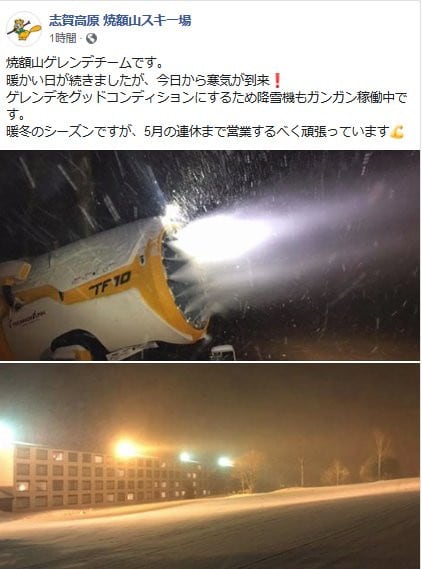 志賀高原 焼額山スキー場
1時間 ·
焼額山ゲレンデチームです。
暖かい日が続きましたが、今日から寒気が到来❗
ゲレンデをグッドコンディションにするため降雪機もガンガン稼働中で
す。
暖冬のシーズンですが、5月の連休まで営業するべく頑張っています💪
TF10